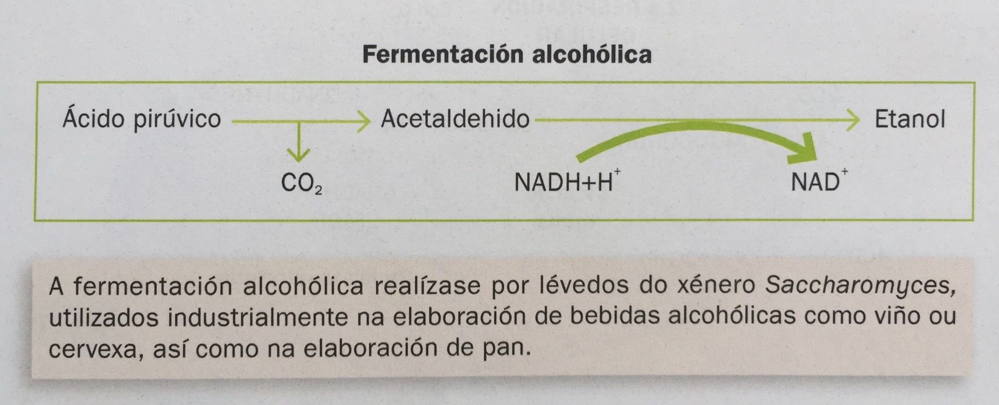 Fermentación alcohólica
Ácido pirúvico Acetaldehido Etanol
CO₂ NADH+H⁺ NAD⁺
A fermentación alcohólica realízase por lévedos do xénero Saccharomyces,
utilizados industrialmente na elaboración de bebidas alcohólicas como viño ou
cervexa, así como na elaboración de pan.